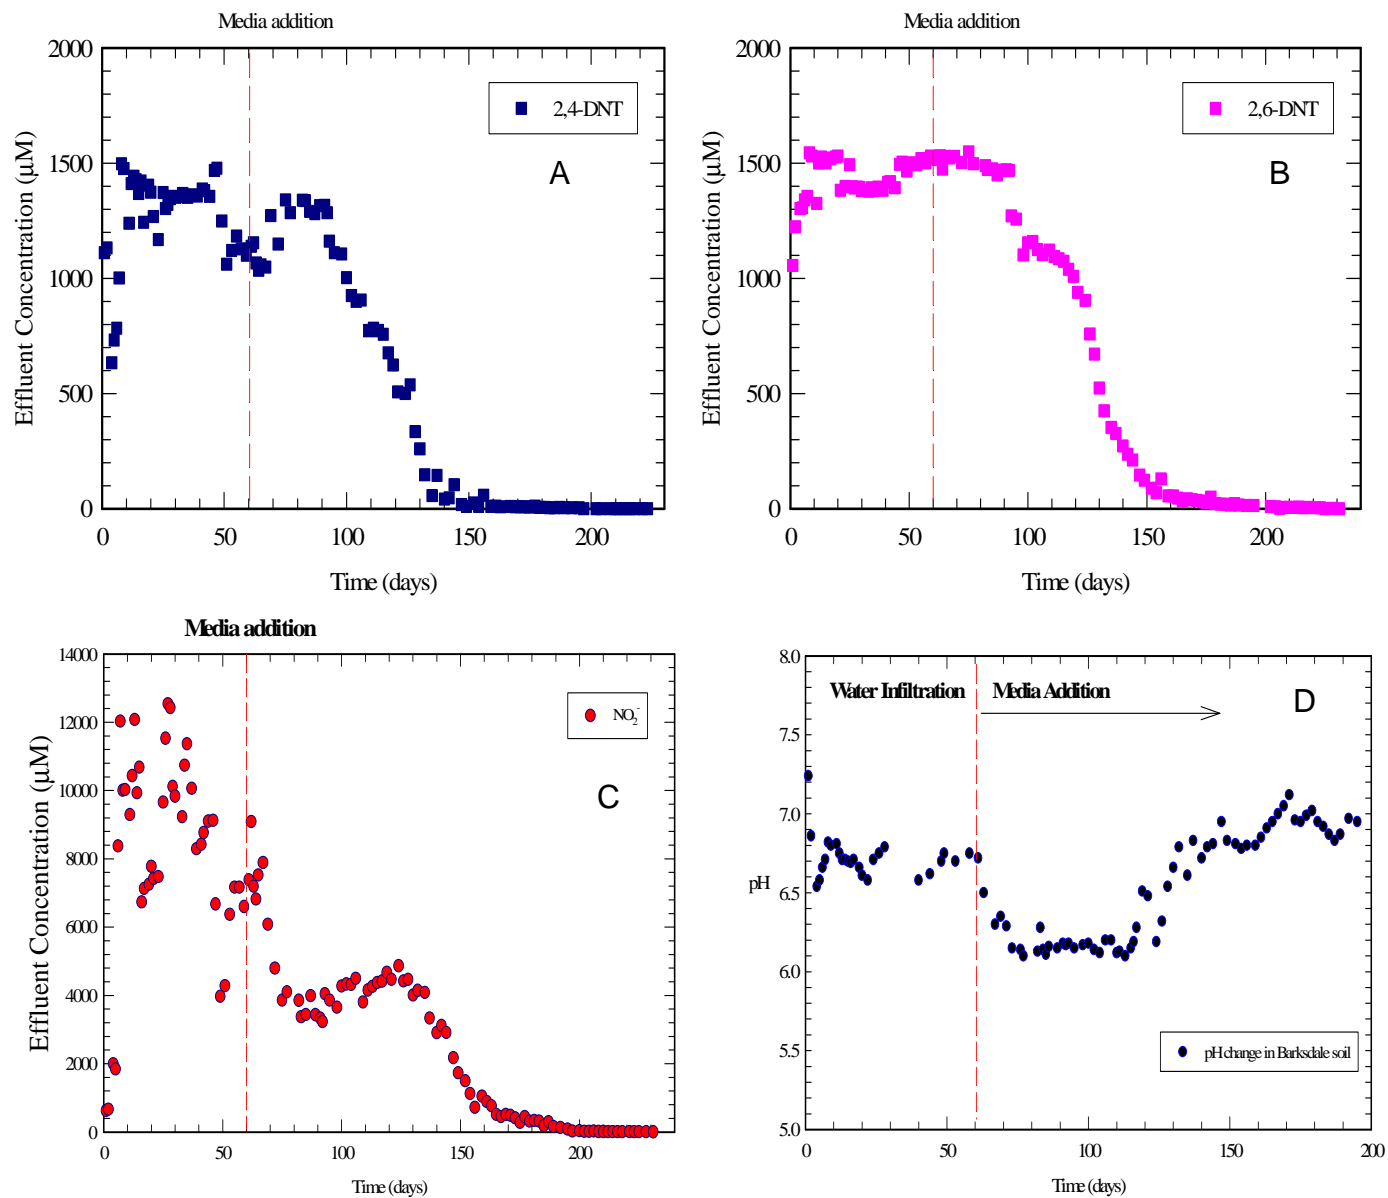 Media addition
2000
1500
1000
500
0
Effluent Concentration (µM)
2,4-DNT
A
0 50 100 150 200
Time (days)
Media addition
2000
1500
1000
500
0
Effluent Concentration (µM)
2,6-DNT
B
0 50 100 150 200
Time (days)
Media addition
14000
12000
10000
8000
6000
4000
2000
0
Effluent Concentration (µM)
NO₂⁻
C
0 50 100 150 200
Time (days)
8.0
7.5
7.0
6.5
6.0
5.5
5.0
pH
Water Infiltration Media Addition
D
pH change in Barksdale soil
0 50 100 150 200
Time (days)